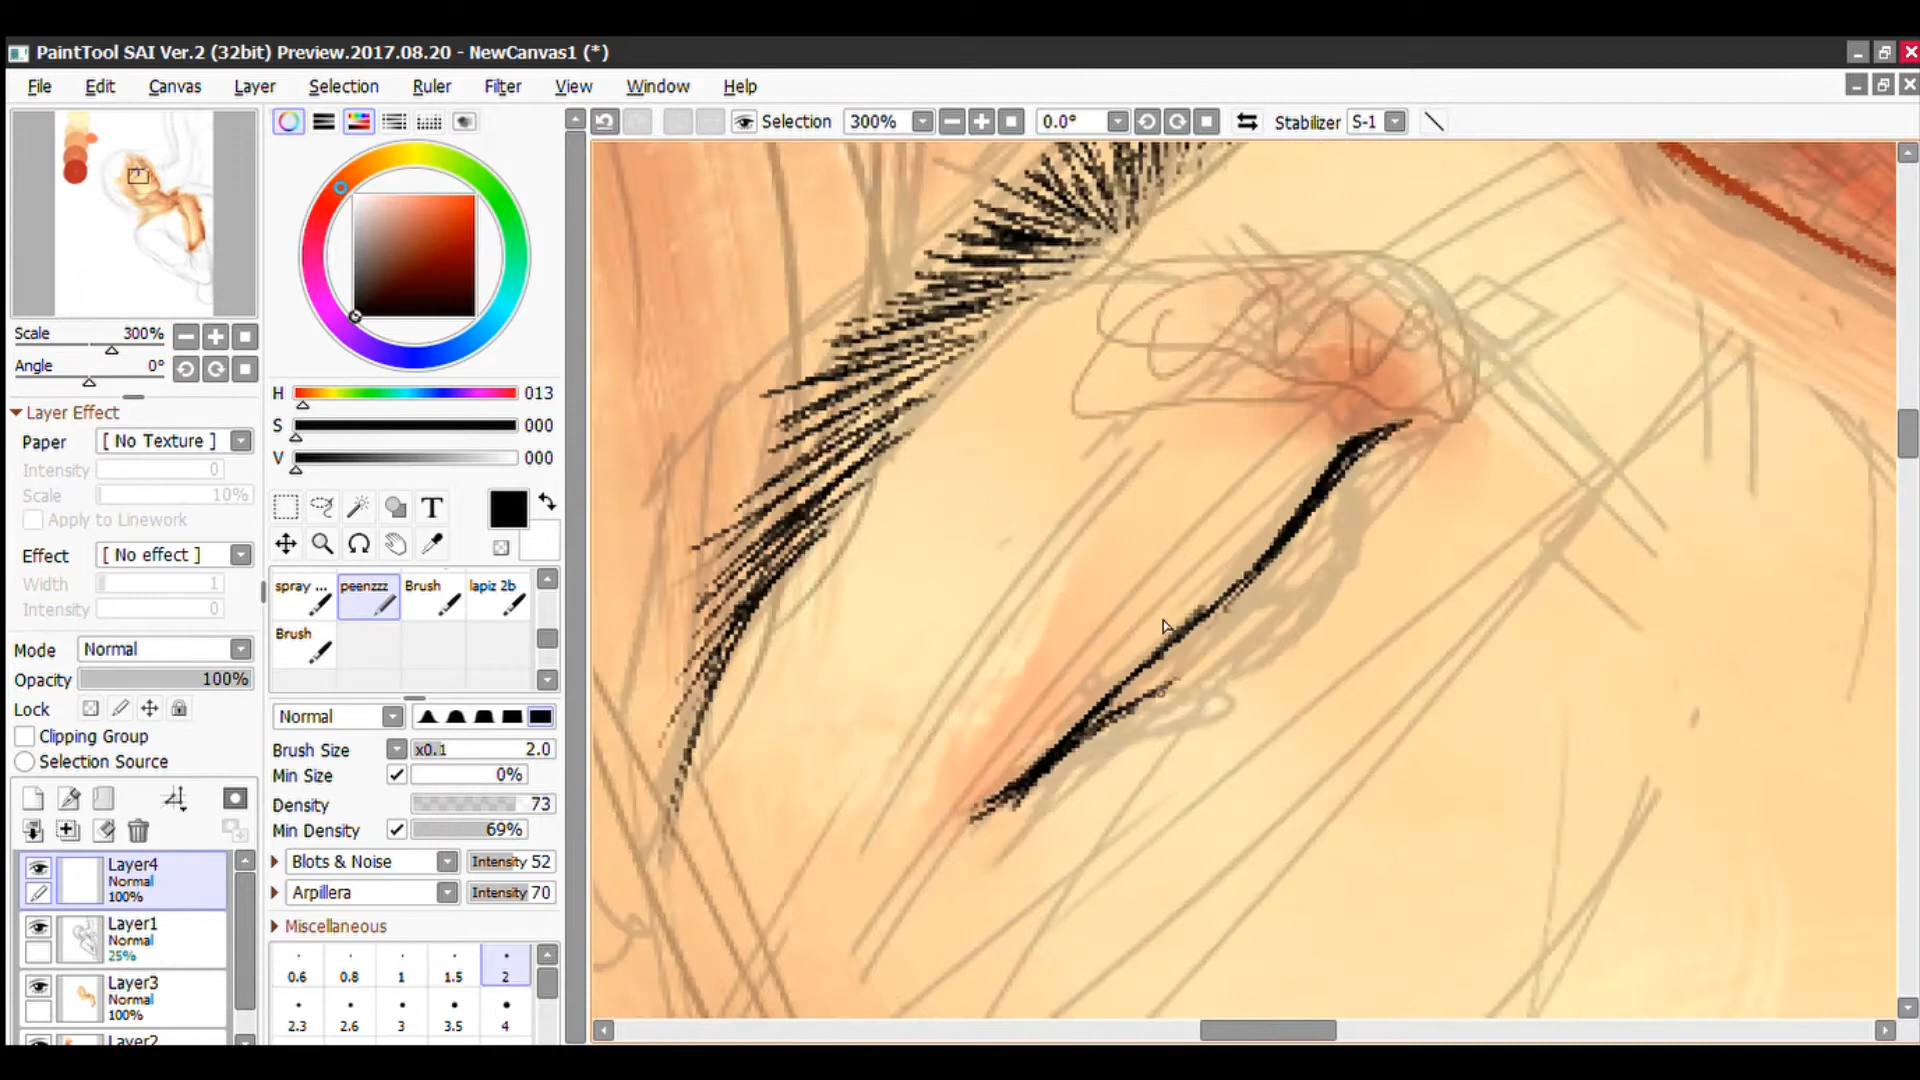 PaintTool SAI Ver.2 (32bit) Preview.2017.08.20 - NewCanvas1 (*)
File Edit Canvas Layer Selection Ruler Filter View Window Help
Selection 300% 0.0° Stabilizer S-1
Scale 300%
Angle 0°
Layer Effect
Paper [ No Texture ]
Intensity 0
Scale 10%
Apply to Linework
Effect [ No effect ]
Width 1
Intensity 0
Mode Normal
Opacity 100%
Lock
Clipping Group
Selection Source
Layer4
Normal
100%
Layer1
Normal
25%
Layer3
Normal
100%
Layer2
H 013
S 000
V 000
T
spray ... peenzzz Brush lapiz 2b
Brush
Normal
Brush Size x0.1 2.0
Min Size 0%
Density 73
Min Density 69%
Blots & Noise Intensity 52
Arpillera Intensity 70
Miscellaneous
0.6 0.8 1 1.5 2
2.3 2.6 3 3.5 4